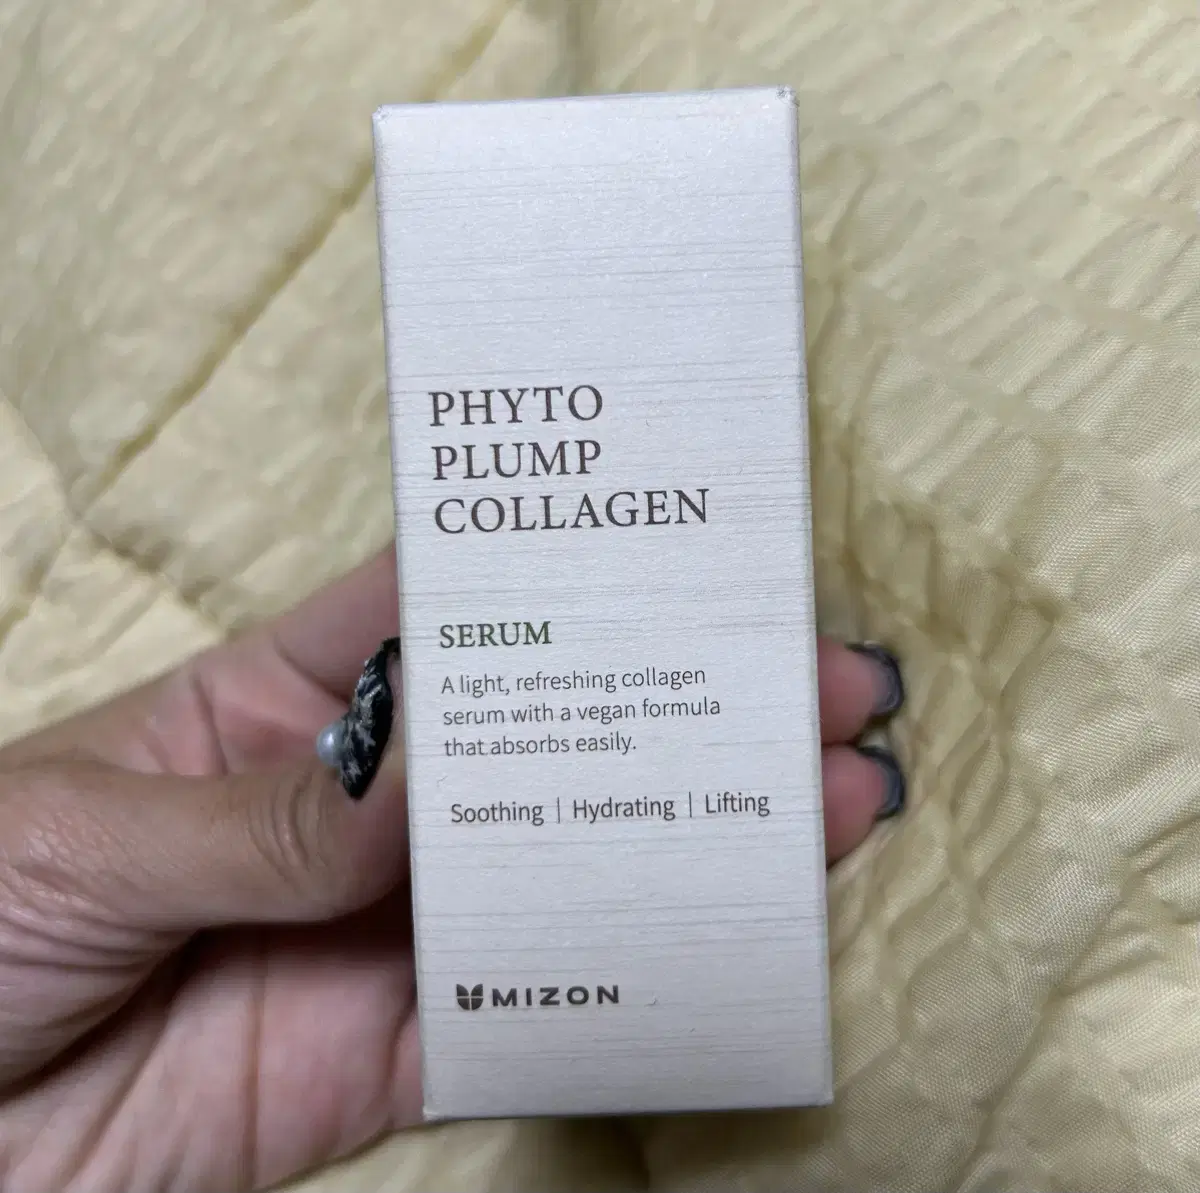 PHYTO
PLUMP
COLLAGEN
SERUM
A light, refreshing collagen
serum with a vegan formula
that absorbs easily.
Soothing | Hydrating | Lifting
MIZON